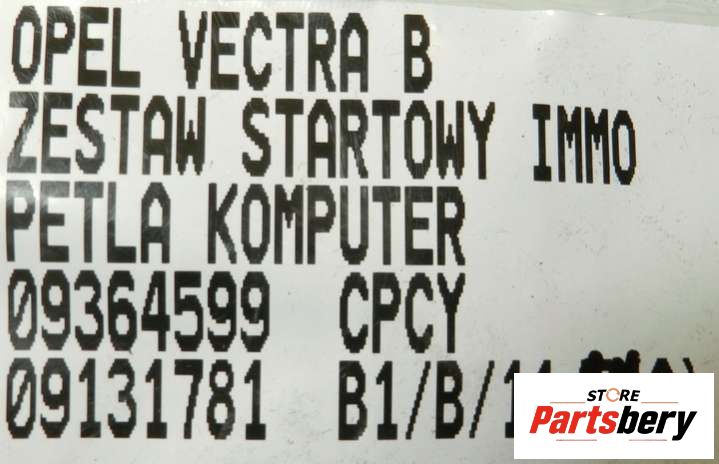 OPEL VECTRA B
ZESTAW STARTOWY IMMO
PETLA KOMPUTER
09364599 CPCY
09131781 B1/B/
STORE
Partsbery